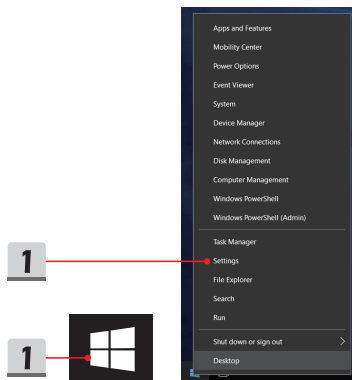 Apps and Features
Mobility Center
Power Options
Event Viewer
System
Device Manager
Network Connections
Disk Management
Computer Management
Windows PowerShell
Windows PowerShell (Admin)
Task Manager
1
Settings
File Explorer
Search
Run
Shut down or sign out
1
Desktop